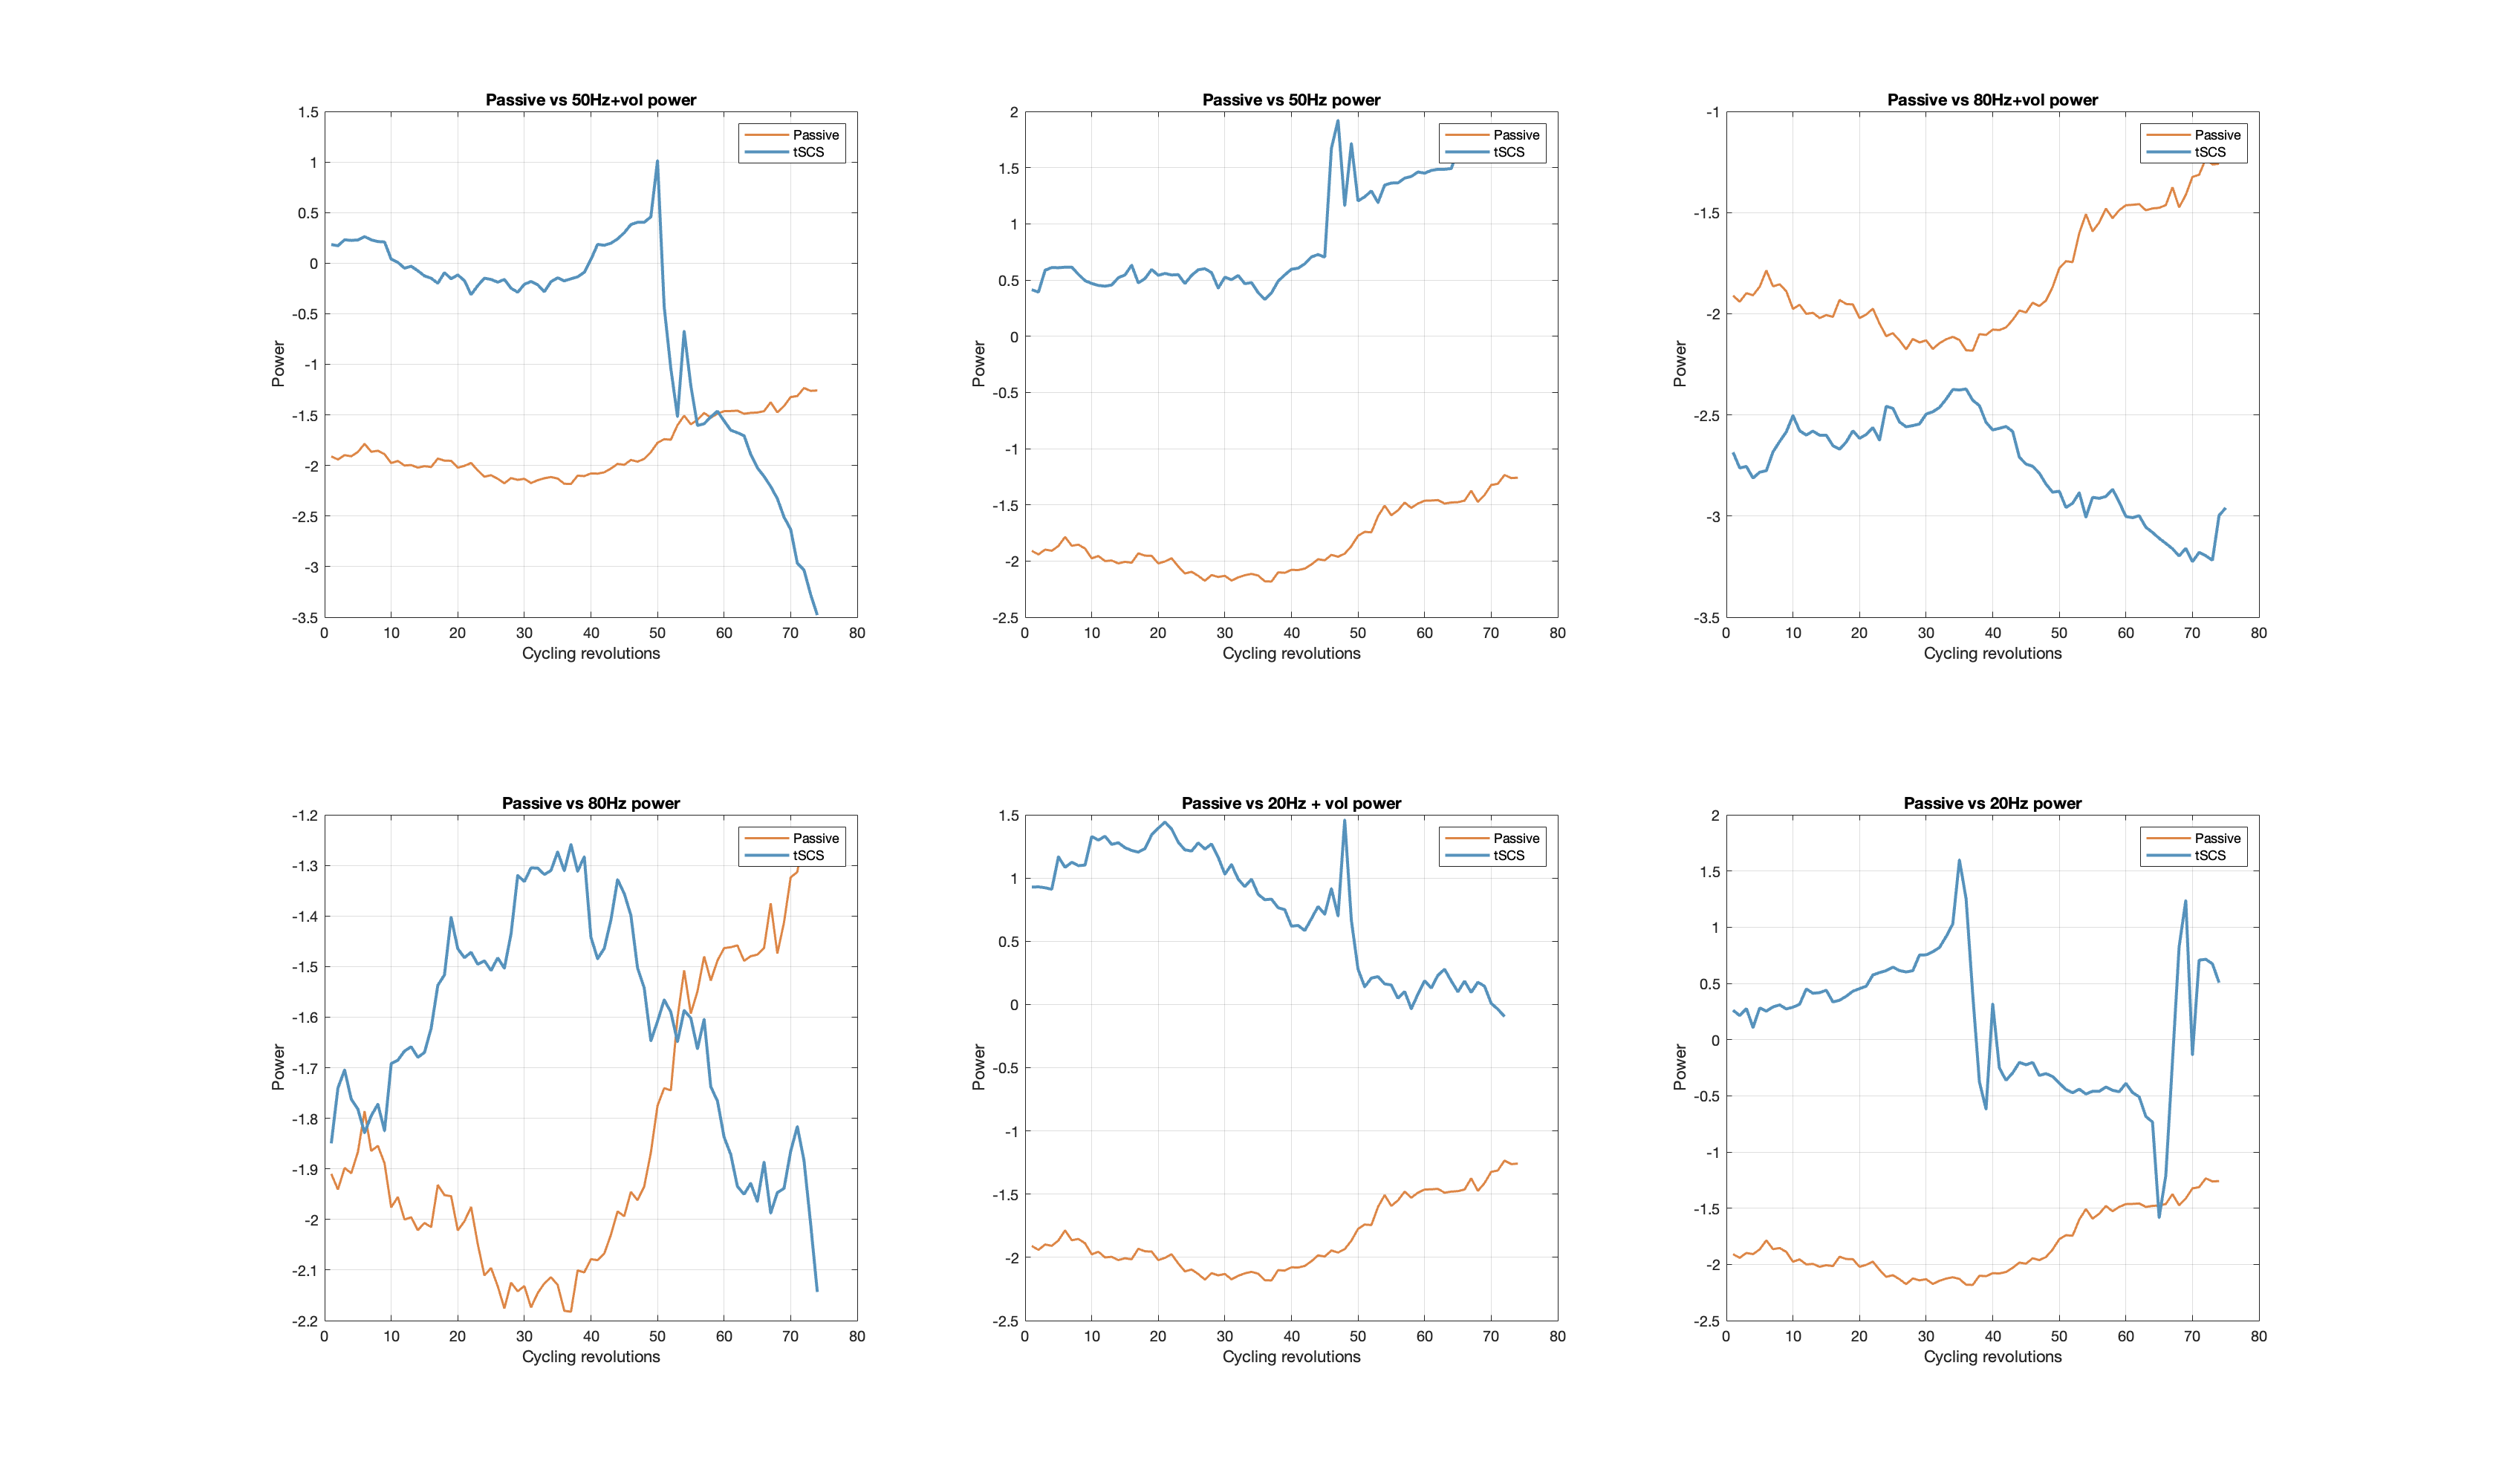 Passive vs 50Hz+vol power
1.5
1
0.5
0
-0.5
-1
-1.5
-2
-2.5
-3
-3.5
Power
0 10 20 30 40 50 60 70 80
Cycling revolutions
Passive
tSCS
Passive vs 50Hz power
2
1.5
1
0.5
0
-0.5
-1
-1.5
-2
-2.5
Power
0 10 20 30 40 50 60 70 80
Cycling revolutions
Passive
tSCS
Passive vs 80Hz+vol power
-1
-1.5
-2
-2.5
-3
-3.5
Power
0 10 20 30 40 50 60 70 80
Cycling revolutions
Passive
tSCS
Passive vs 80Hz power
-1.2
-1.3
-1.4
-1.5
-1.6
-1.7
-1.8
-1.9
-2
-2.1
-2.2
Power
0 10 20 30 40 50 60 70 80
Cycling revolutions
Passive
tSCS
Passive vs 20Hz + vol power
1.5
1
0.5
0
-0.5
-1
-1.5
-2
-2.5
Power
0 10 20 30 40 50 60 70 80
Cycling revolutions
Passive
tSCS
Passive vs 20Hz power
2
1.5
1
0.5
0
-0.5
-1
-1.5
-2
-2.5
Power
0 10 20 30 40 50 60 70 80
Cycling revolutions
Passive
tSCS